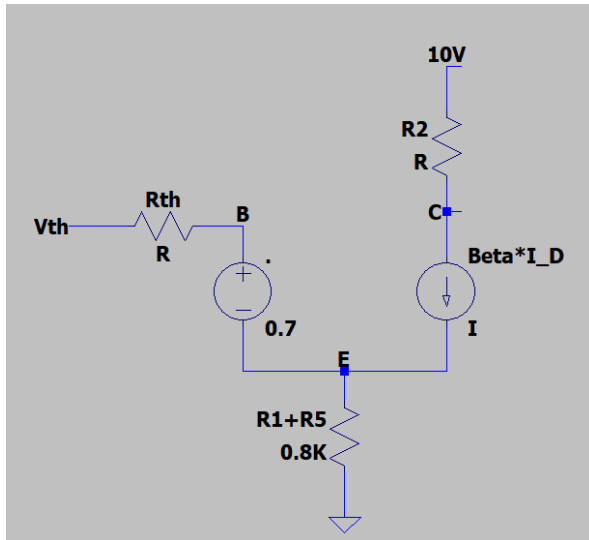 10V
R2
R
Rth
R
Vth
B
C
.
Beta*I_D
+
−
0.7
I
E
R1+R5
0.8K